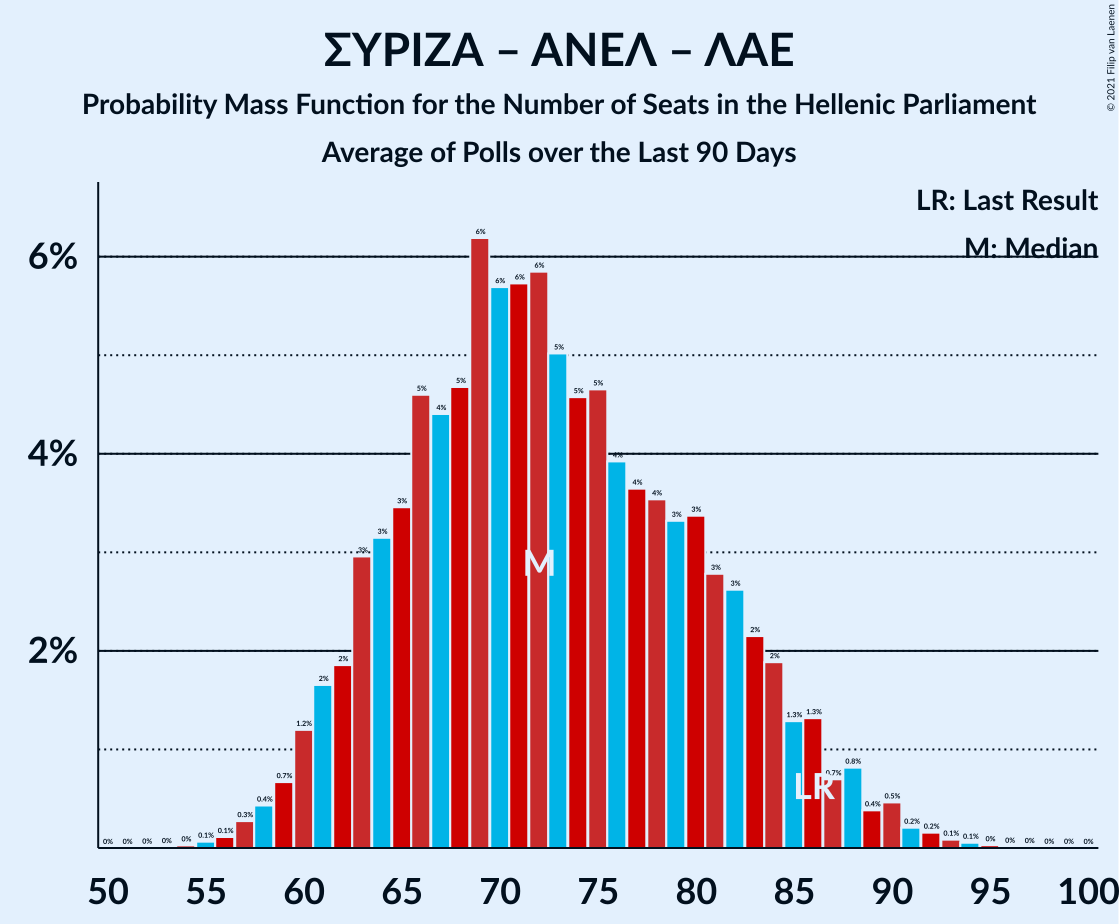 ΣΥΡΙΖΑ – ΑΝΕΛ – ΛΑΕ
Probability Mass Function for the Number of Seats in the Hellenic Parliament
Average of Polls over the Last 90 Days
© 2021 Filip van Laenen
LR: Last Result
M: Median
6%
4%
2%
0% 0% 0% 0% 0% 0.1% 0.1% 0.3% 0.4% 0.7% 1.2% 2% 2% 3% 3% 3% 5% 4% 5% 6% 6% 6% 6% 5% 5% 5% 4% 4% 4% 3% 3% 3% 3% 2% 2% 1.3% 1.3% 0.7% 0.8% 0.4% 0.5% 0.2% 0.2% 0.1% 0.1% 0% 0% 0% 0% 0% 0%
M
LR
50 55 60 65 70 75 80 85 90 95 100